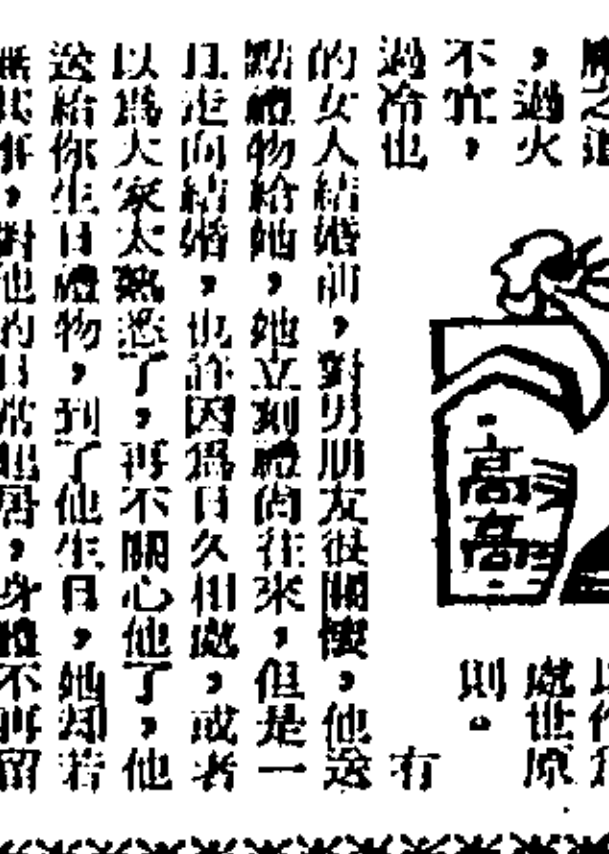 之道
，過火
不宜，
過冷也
·高高·
以作為
處世原
則。
有
的女人結婚前，對男朋友很關懷，他送
點禮物給她，她立刻禮尚往來，但是一
旦走向結婚，也許因爲日久相處，或者
以爲大家太熟悉了，再不關心他了，他
送給你生日禮物，到了他生日，她却若
無其事，對他的日常起居，身體不再留